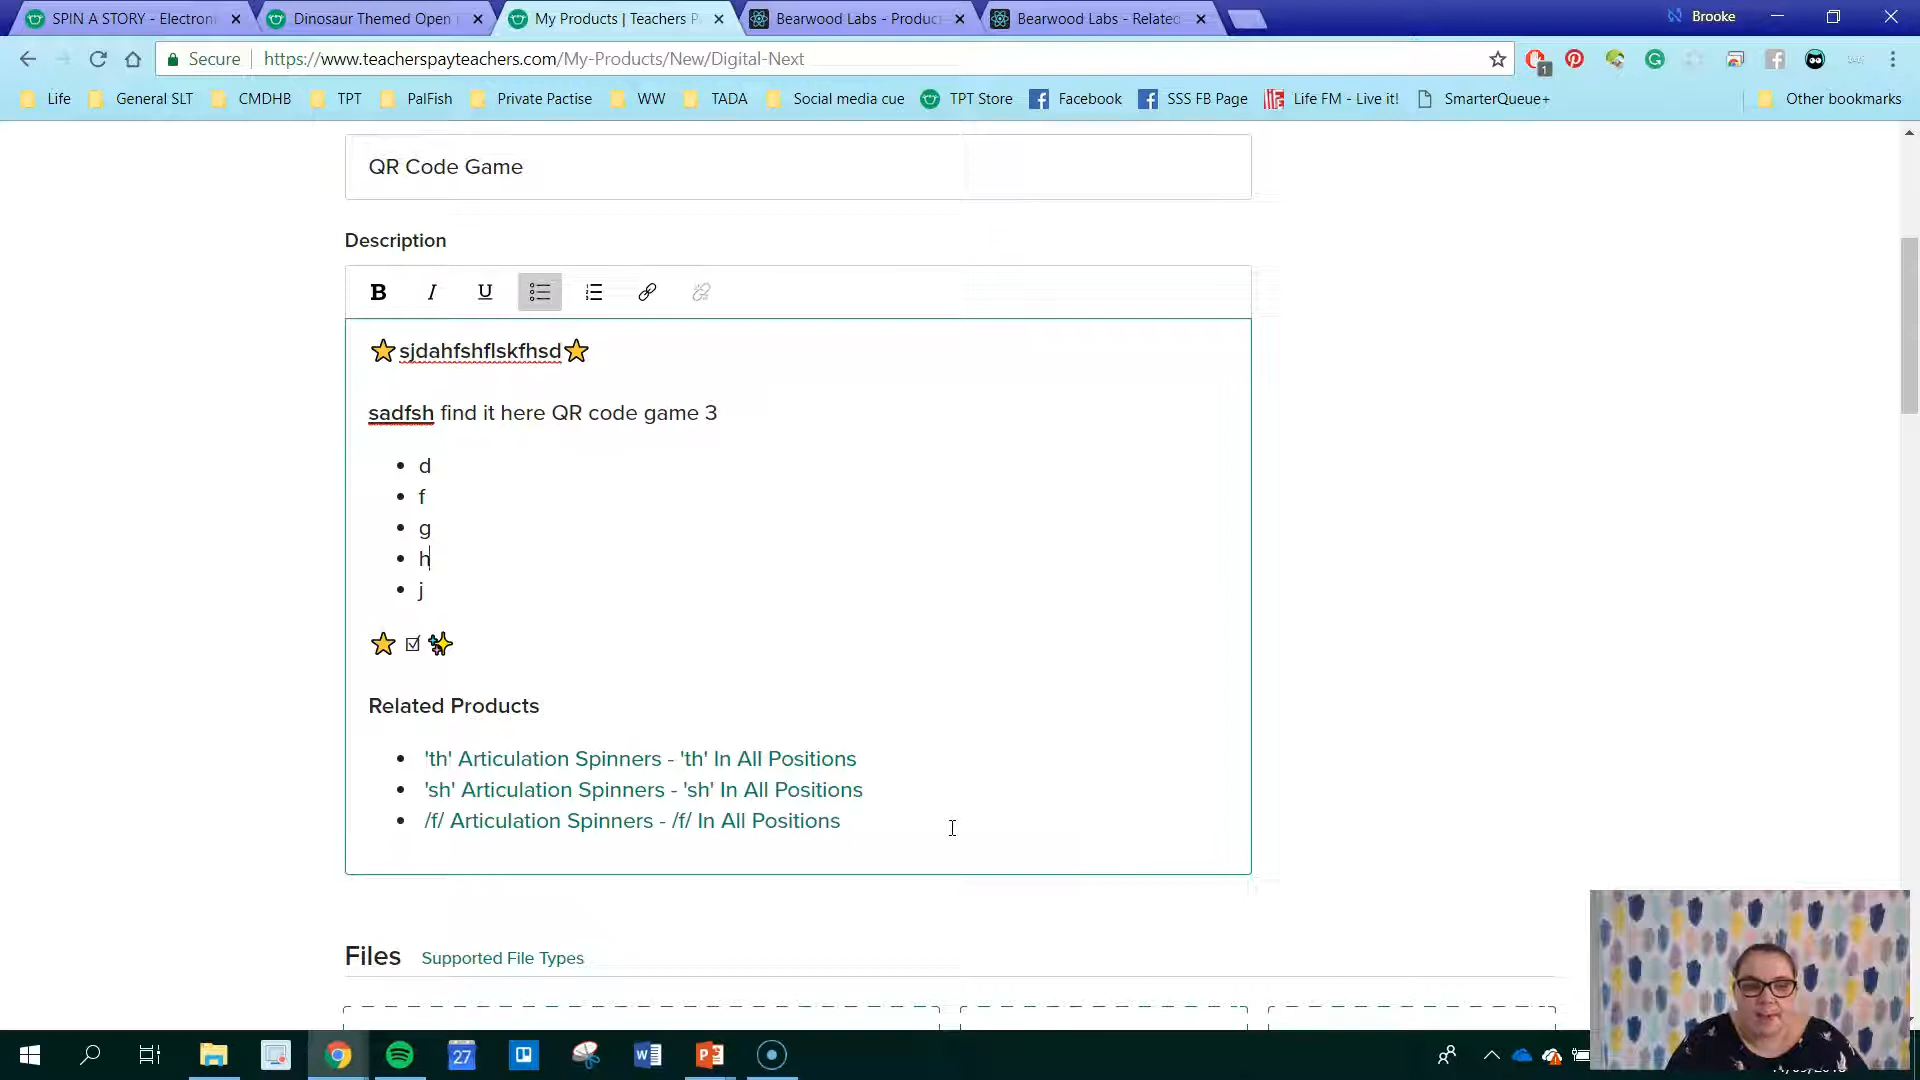 SPIN A STORY - Electroni
Dinosaur Themed Open
My Products | Teachers P
Bearwood Labs - Product
Bearwood Labs - Related
Brooke
Secure
https://www.teacherspayteachers.com/My-Products/New/Digital-Next
1
Life
General SLT
CMDHB
TPT
PalFish
Private Pactise
WW
TADA
Social media cue
TPT Store
Facebook
SSS FB Page
Life FM - Live it!
SmarterQueue+
Other bookmarks
QR Code Game
Description
B I U
⭐sjdahfshflskfhsd⭐
sadfsh find it here QR code game 3
• d
• f
• g
• h
• j
⭐ ☑ ✨
Related Products
• 'th' Articulation Spinners - 'th' In All Positions
• 'sh' Articulation Spinners - 'sh' In All Positions
• /f/ Articulation Spinners - /f/ In All Positions
Files Supported File Types
27